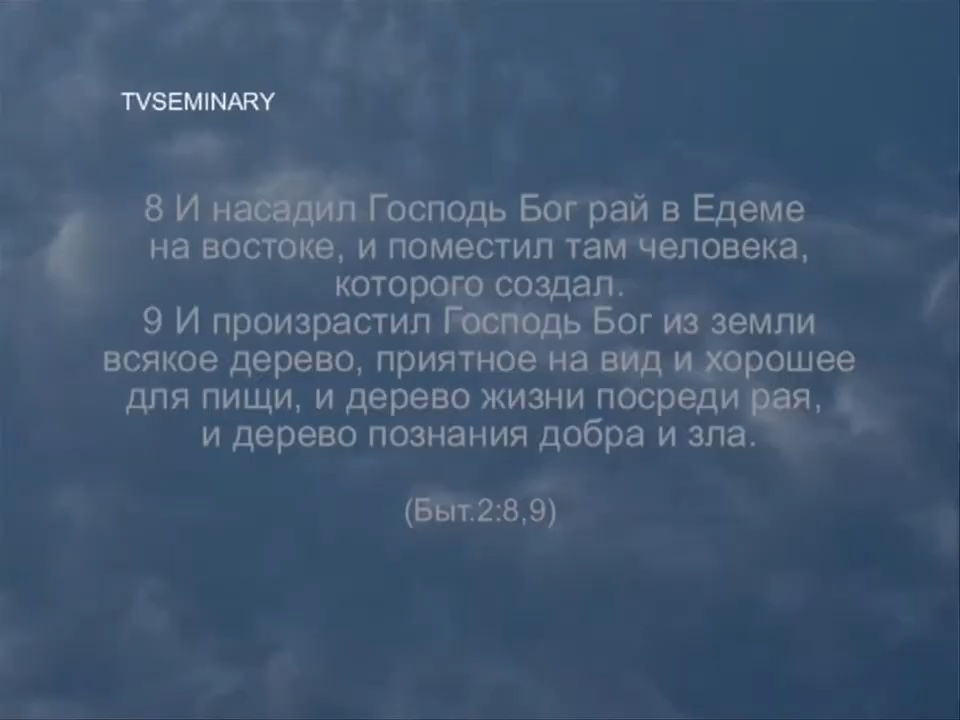 TVSEMINARY
8 И насадил Господь Бог рай в Едеме
на востоке, и поместил там человека,
которого создал.
9 И произрастил Господь Бог из земли
всякое дерево, приятное на вид и хорошее
для пищи, и дерево жизни посреди рая,
и дерево познания добра и зла.
(Быт.2:8,9)